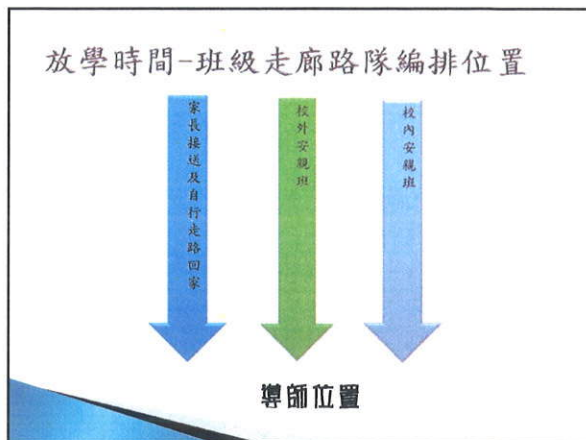 放學時間-班級走廊路隊編排位置
家長接送及自行走路回家
校外安親班
校內安親班
導師位置